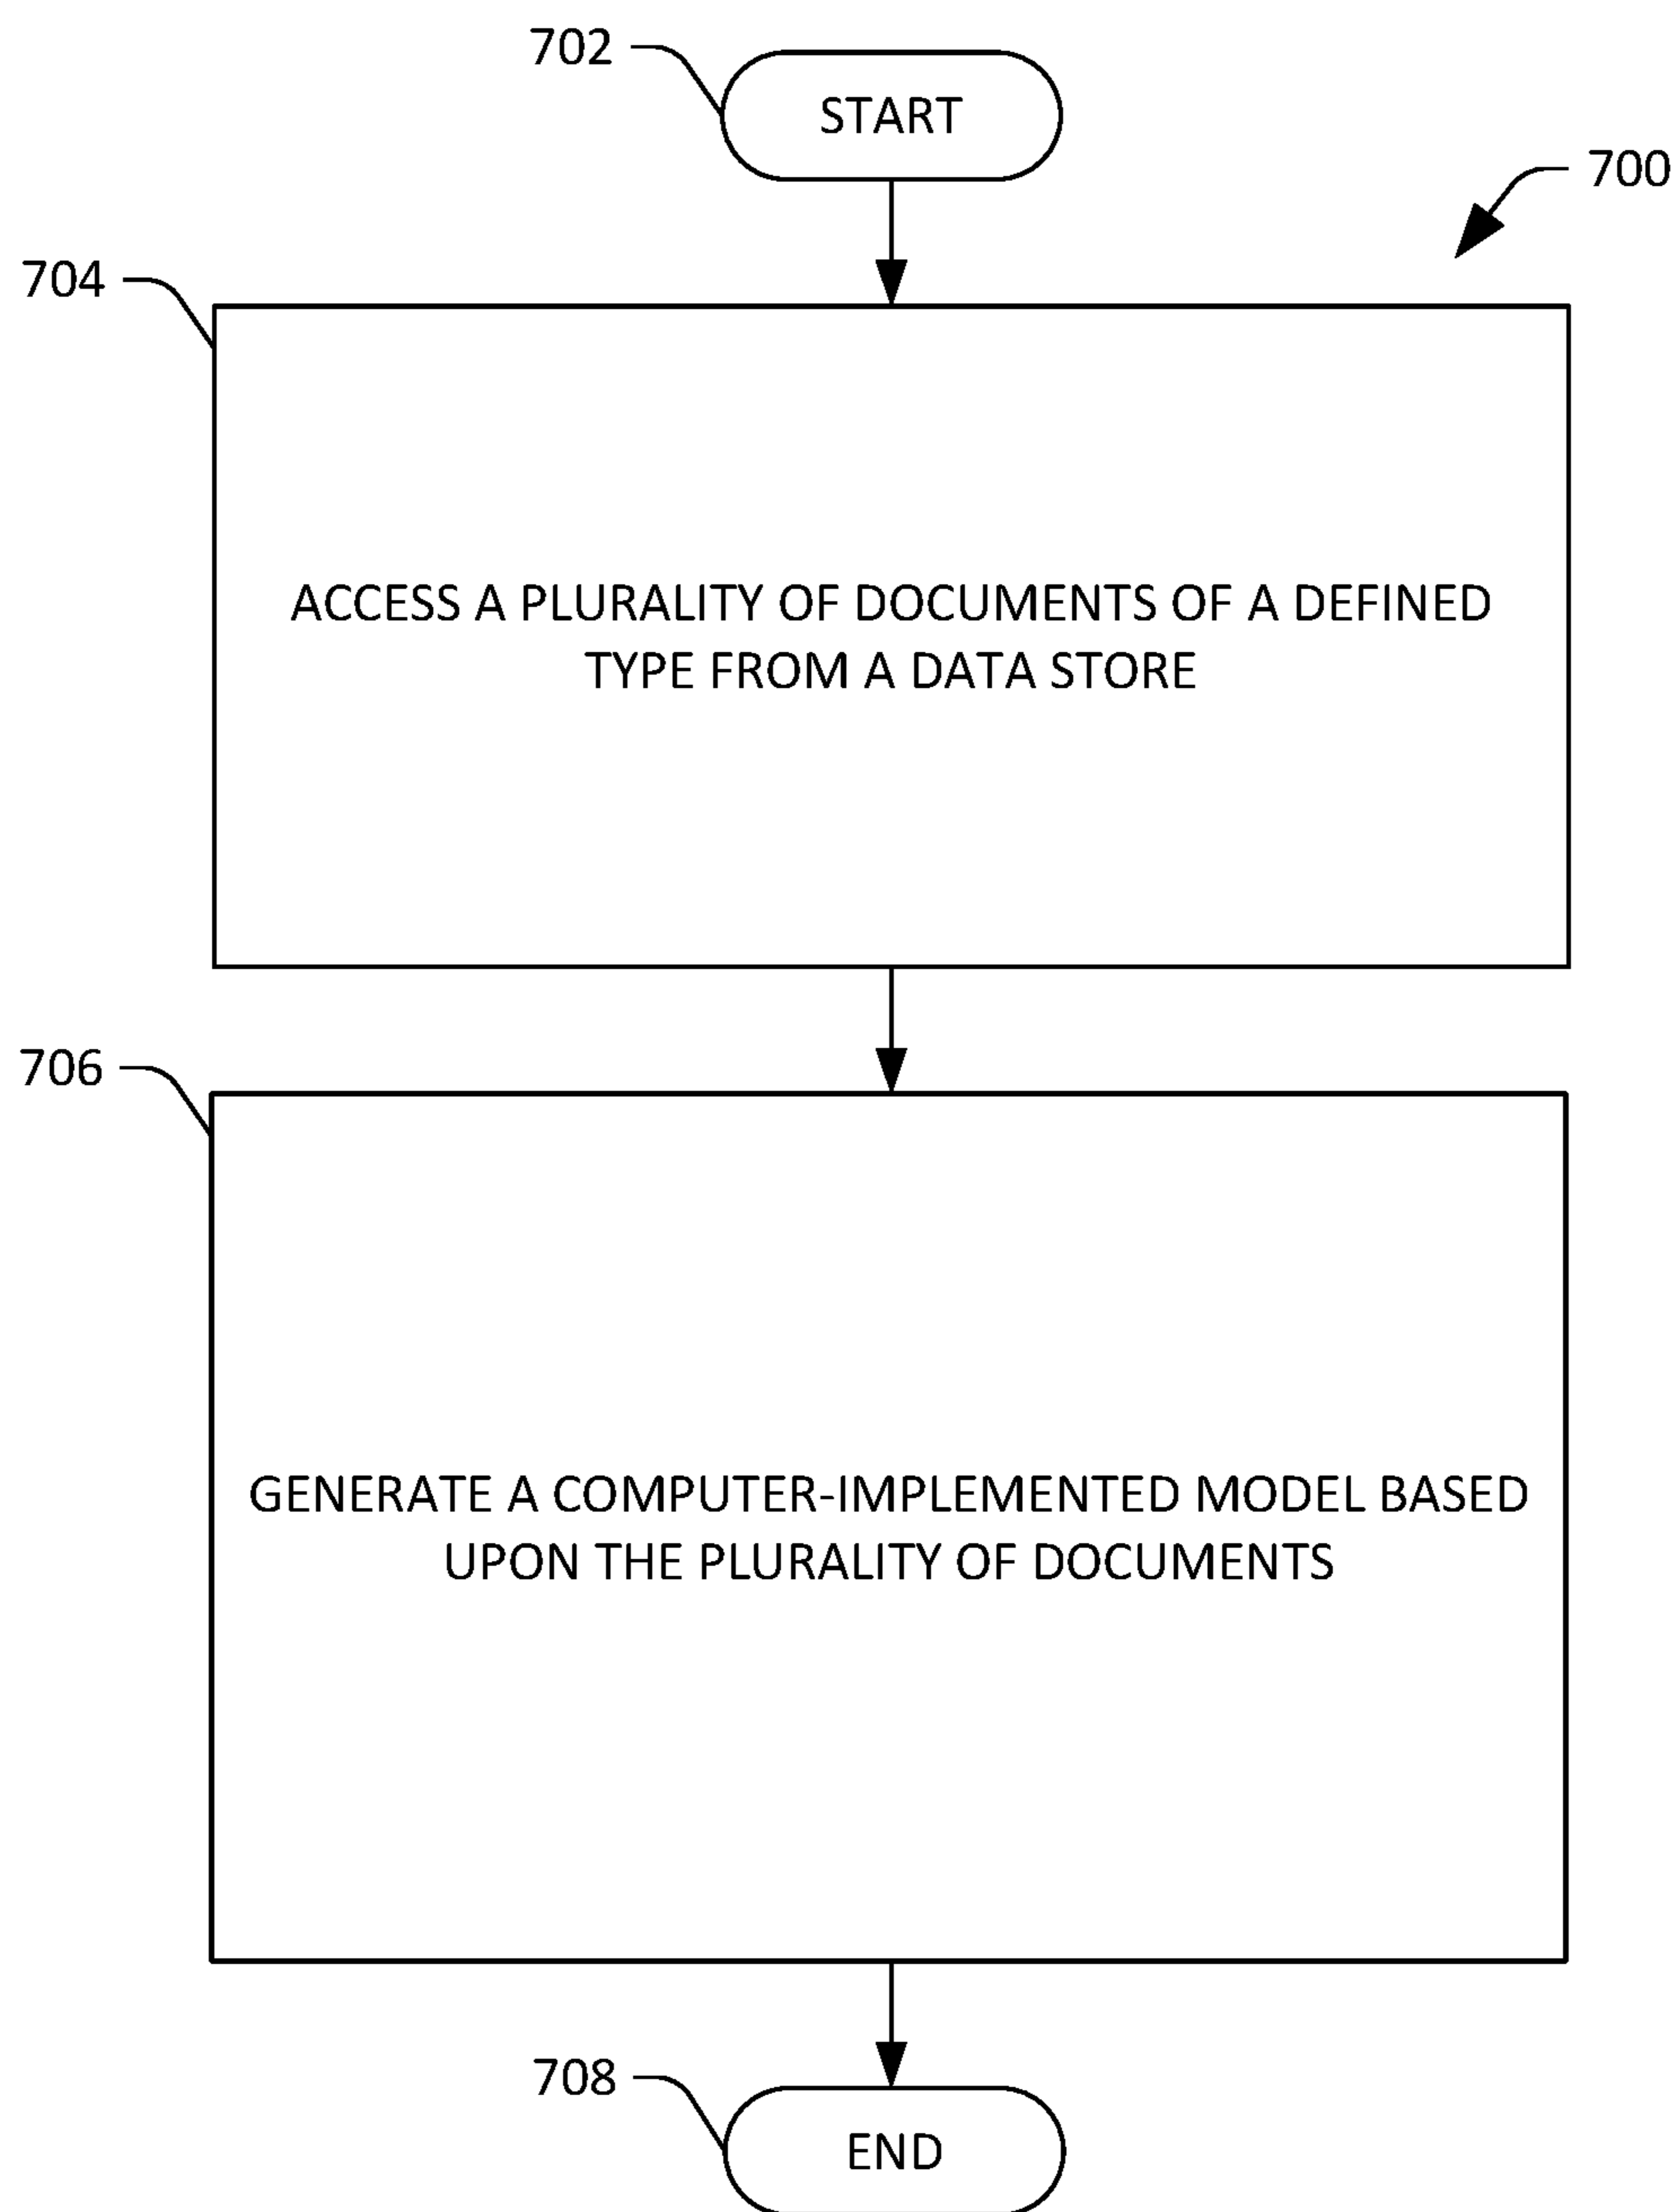 702
START
700
704
ACCESS A PLURALITY OF DOCUMENTS OF A DEFINED
TYPE FROM A DATA STORE
706
GENERATE A COMPUTER-IMPLEMENTED MODEL BASED
UPON THE PLURALITY OF DOCUMENTS
708
END